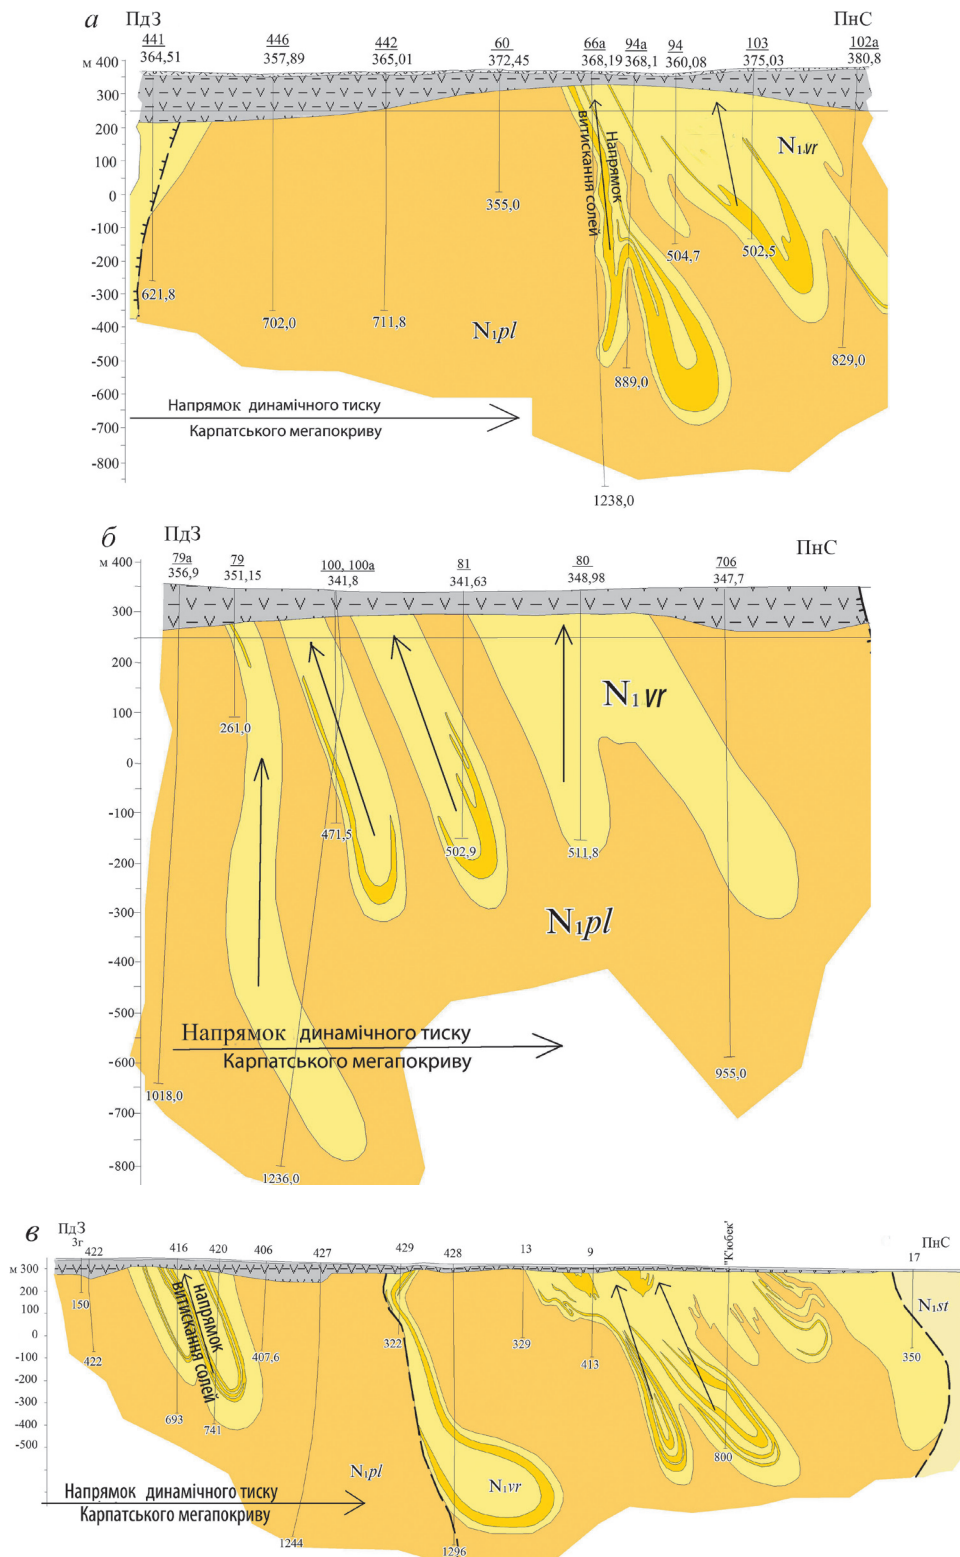 а
ПдЗ
ПнС
441 446 442 60 66а 94а 94 103 102а
364,51 357,89 365,01 372,45 368,19 368,1 360,08 375,03 380,8
м 400
300
200
100
0
-100
-200
-300
-400
-500
-600
-700
-800
N₁vr
Напрямок
витискання солей
355,0
504,7
502,5
621,8
702,0
711,8
N₁pl
829,0
889,0
1238,0
Напрямок динамічного тиску
Карпатського мегапокриву
б
ПдЗ
ПнС
79а 79 100, 100а 81 80 706
356,9 351,15 341,8 341,63 348,98 347,7
м 400
300
200
100
0
-100
-200
-300
-400
-500
-600
-700
-800
N₁vr
261,0
471,5
502,9
511,8
N₁pl
Напрямок динамічного тиску
Карпатського мегапокриву
955,0
1018,0
1236,0
в
ПдЗ
ПнС
3г 422 416 420 406 427 429 428 13 9 "К'юбек" 17
м 300
200
100
0
-100
-200
-300
-400
-500
напрямок
витискання солей
N₁st
150
322
329
350
422
407,6
413
693
741
800
N₁pl
N₁vr
Напрямок динамічного тиску
Карпатського мегапокриву
1244
1296